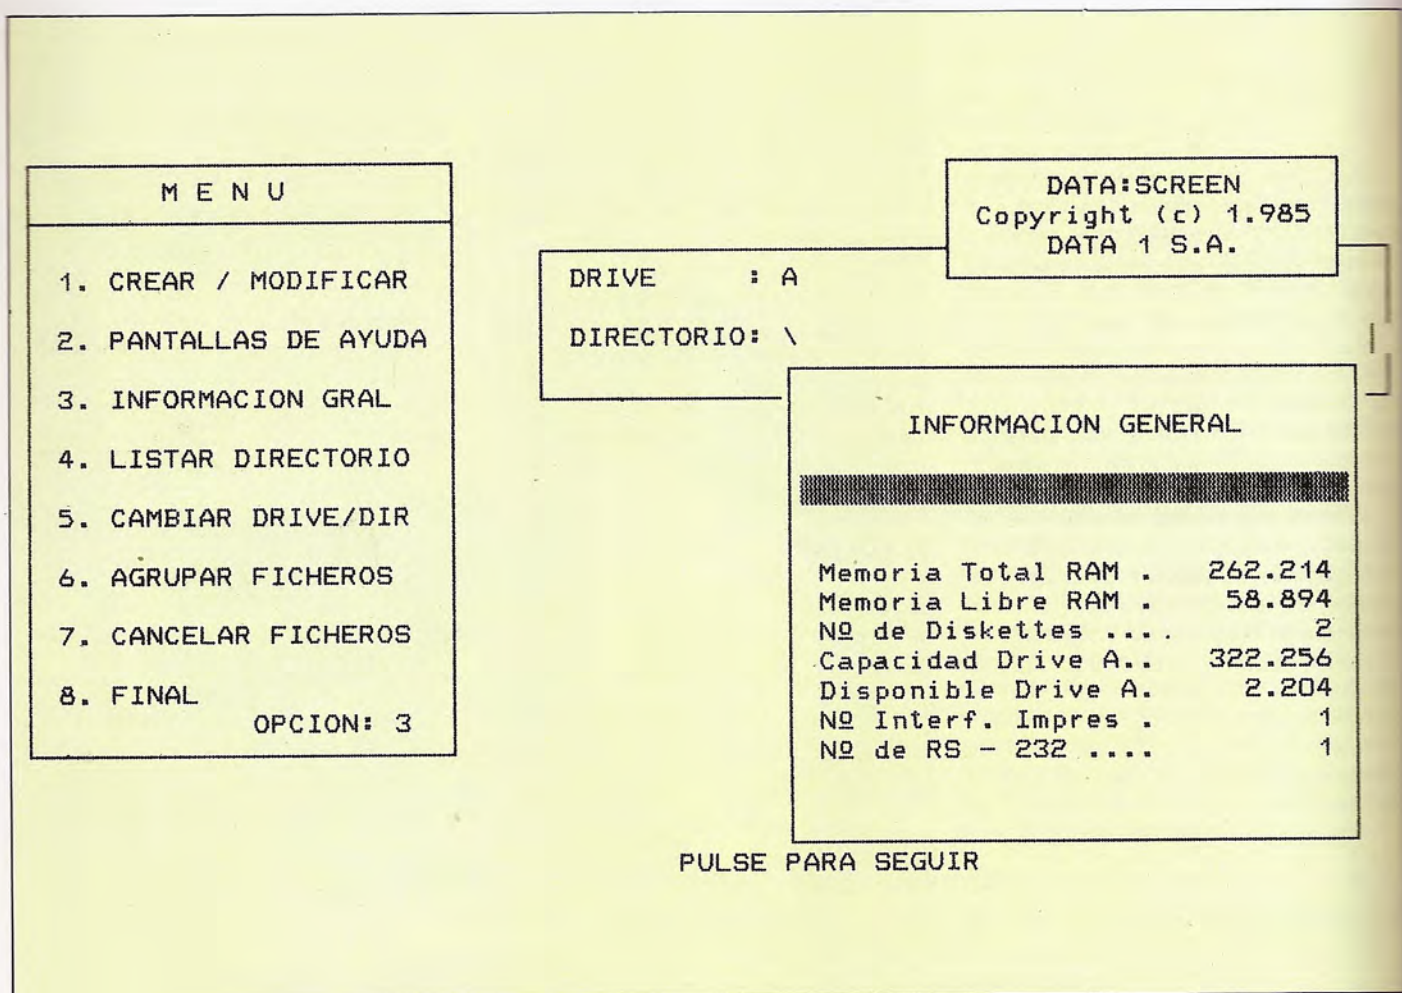 M E N U
1. CREAR / MODIFICAR
2. PANTALLAS DE AYUDA
3. INFORMACION GRAL
4. LISTAR DIRECTORIO
5. CAMBIAR DRIVE/DIR
6. AGRUPAR FICHEROS
7. CANCELAR FICHEROS
8. FINAL
OPCION: 3
DATA:SCREEN
Copyright (c) 1.985
DATA 1 S.A.
DRIVE : A
DIRECTORIO: \
INFORMACION GENERAL
Memoria Total RAM . 262.214
Memoria Libre RAM . 58.894
Nº de Diskettes .... 2
Capacidad Drive A.. 322.256
Disponible Drive A. 2.204
Nº Interf. Impres . 1
Nº de RS - 232 .... 1
PULSE PARA SEGUIR